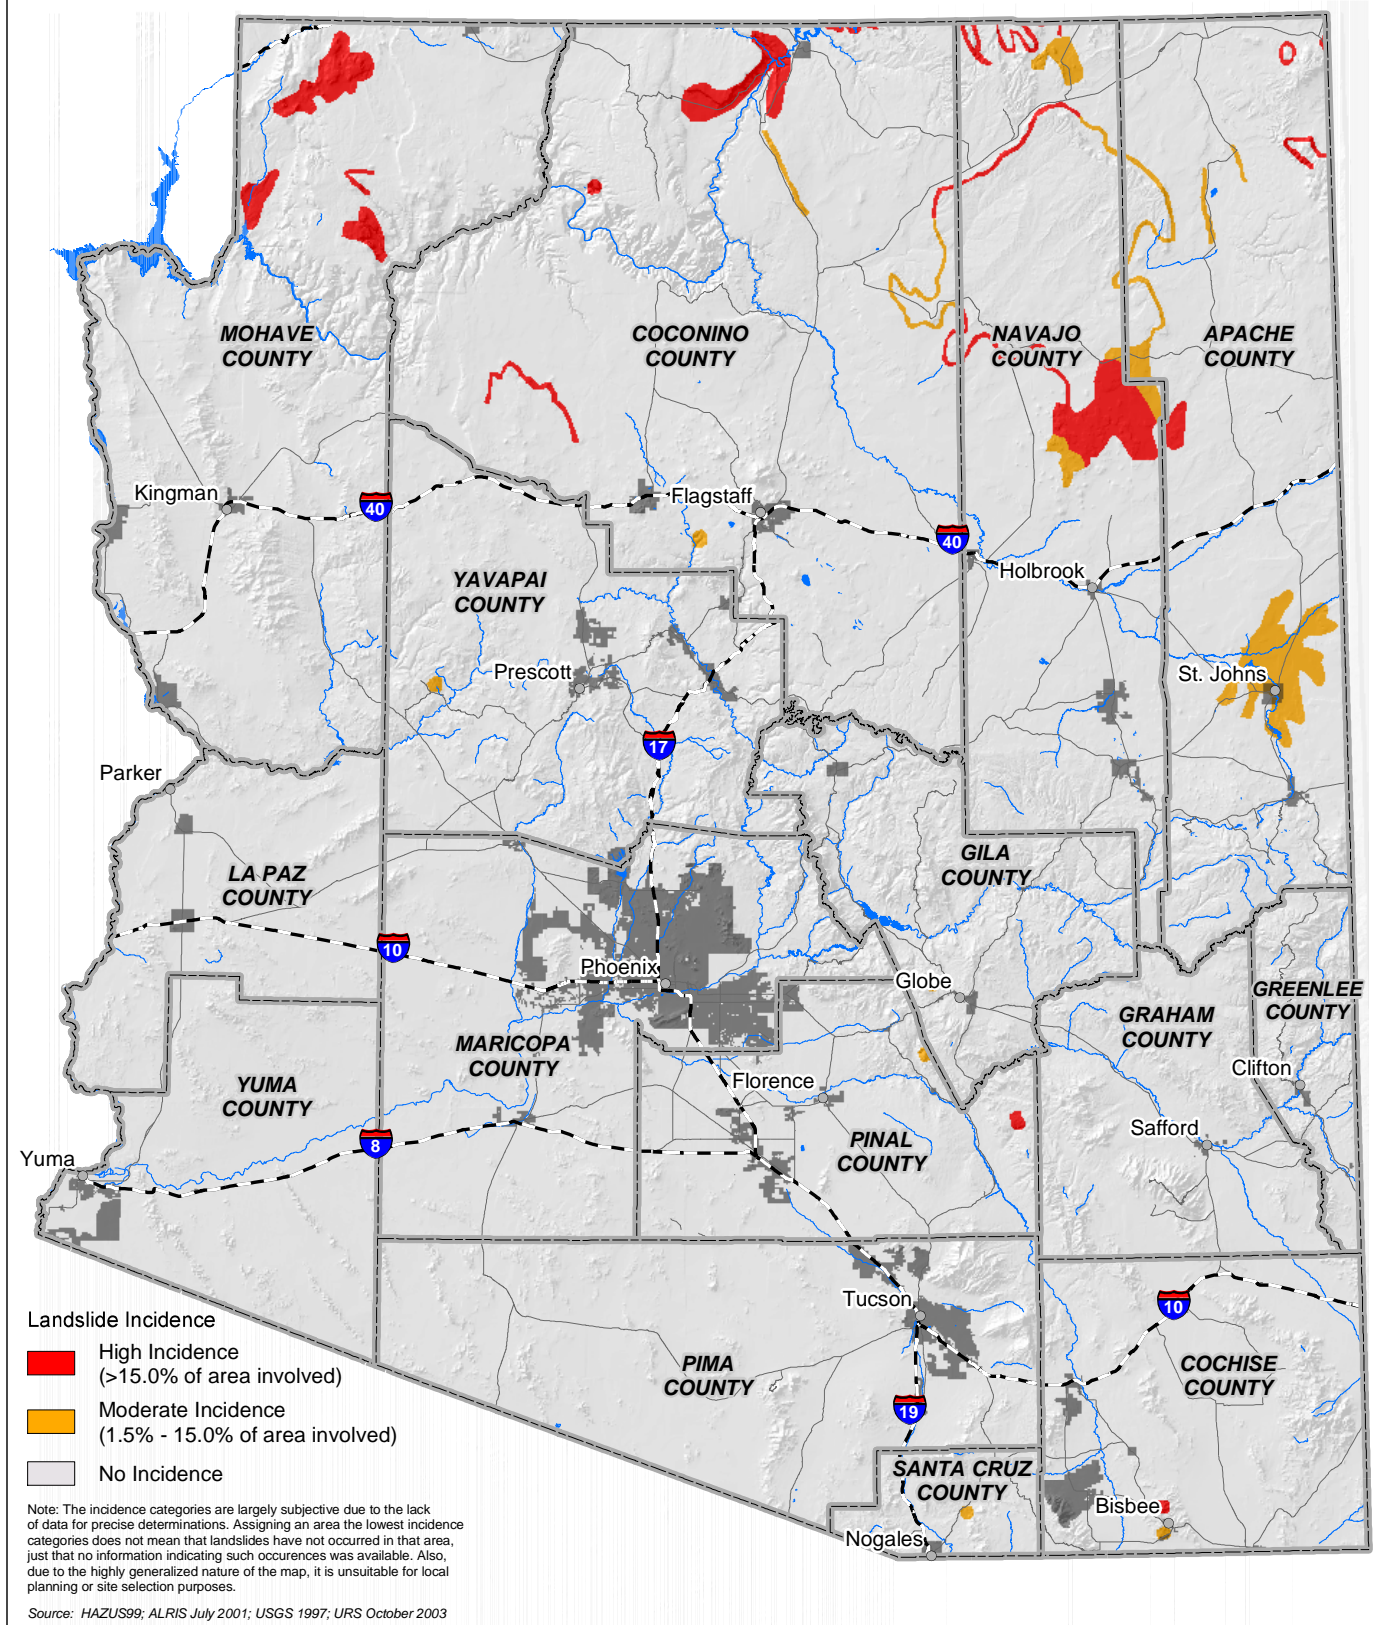 MOHAVE
COUNTY
COCONINO
COUNTY
NAVAJO
COUNTY
APACHE
COUNTY
Kingman
40
Flagstaff
40
Holbrook
YAVAPAI
COUNTY
Prescott
St. Johns
17
Parker
LA PAZ
COUNTY
GILA
COUNTY
10
Phoenix
Globe
GREENLEE
COUNTY
GRAHAM
COUNTY
MARICOPA
COUNTY
Clifton
YUMA
COUNTY
Florence
Safford
8
PINAL
COUNTY
Yuma
Tucson
10
PIMA
COUNTY
COCHISE
COUNTY
19
SANTA CRUZ
COUNTY
Bisbee
Nogales
Landslide Incidence
High Incidence
(>15.0% of area involved)
Moderate Incidence
(1.5% - 15.0% of area involved)
No Incidence
Note: The incidence categories are largely subjective due to the lack
of data for precise determinations. Assigning an area the lowest incidence
categories does not mean that landslides have not occurred in that area,
just that no information indicating such occurences was available. Also,
due to the highly generalized nature of the map, it is unsuitable for local
planning or site selection purposes.
Source: HAZUS99; ALRIS July 2001; USGS 1997; URS October 2003